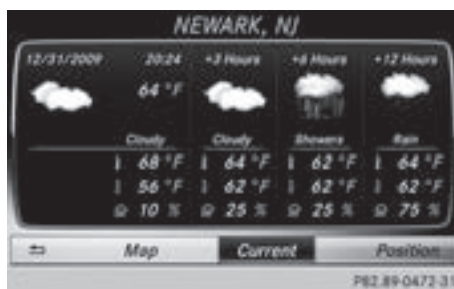 NEWARK, NJ
12/31/2009 20:24 +3 Hours +6 Hours +12 Hours
64 °F
Cloudy Cloudy Showers Rain
68 °F 64 °F 62 °F 64 °F
56 °F 62 °F 62 °F 62 °F
10 % 25 % 25 % 75 %
Map Current Position
P82.89-0472-31